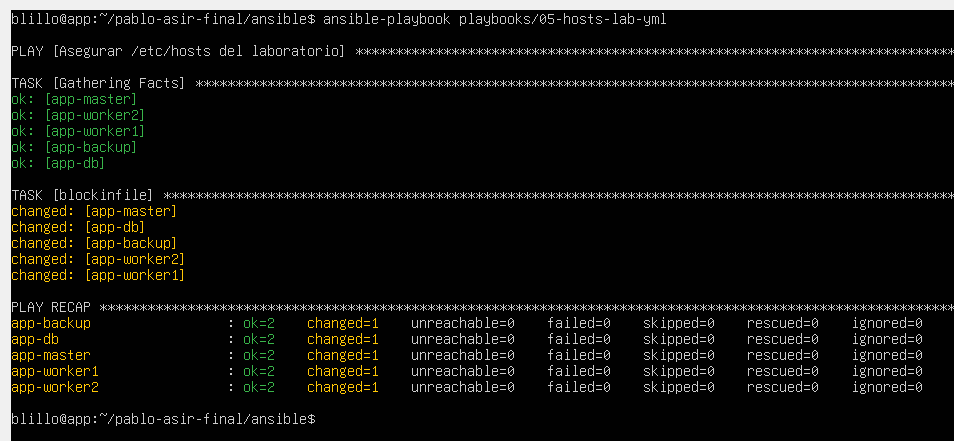 blillo@app:~/pablo-asir-final/ansible$ ansible-playbook playbooks/05-hosts-lab-yml
PLAY [Asegurar /etc/hosts del laboratorio] ***************************************************************************
TASK [Gathering Facts] ***********************************************************************************************
ok: [app-master]
ok: [app-worker2]
ok: [app-worker1]
ok: [app-backup]
ok: [app-db]
TASK [blockinfile] ***************************************************************************************************
changed: [app-master]
changed: [app-db]
changed: [app-backup]
changed: [app-worker2]
changed: [app-worker1]
PLAY RECAP ***********************************************************************************************************
app-backup : ok=2 changed=1 unreachable=0 failed=0 skipped=0 rescued=0 ignored=0
app-db : ok=2 changed=1 unreachable=0 failed=0 skipped=0 rescued=0 ignored=0
app-master : ok=2 changed=1 unreachable=0 failed=0 skipped=0 rescued=0 ignored=0
app-worker1 : ok=2 changed=1 unreachable=0 failed=0 skipped=0 rescued=0 ignored=0
app-worker2 : ok=2 changed=1 unreachable=0 failed=0 skipped=0 rescued=0 ignored=0
blillo@app:~/pablo-asir-final/ansible$